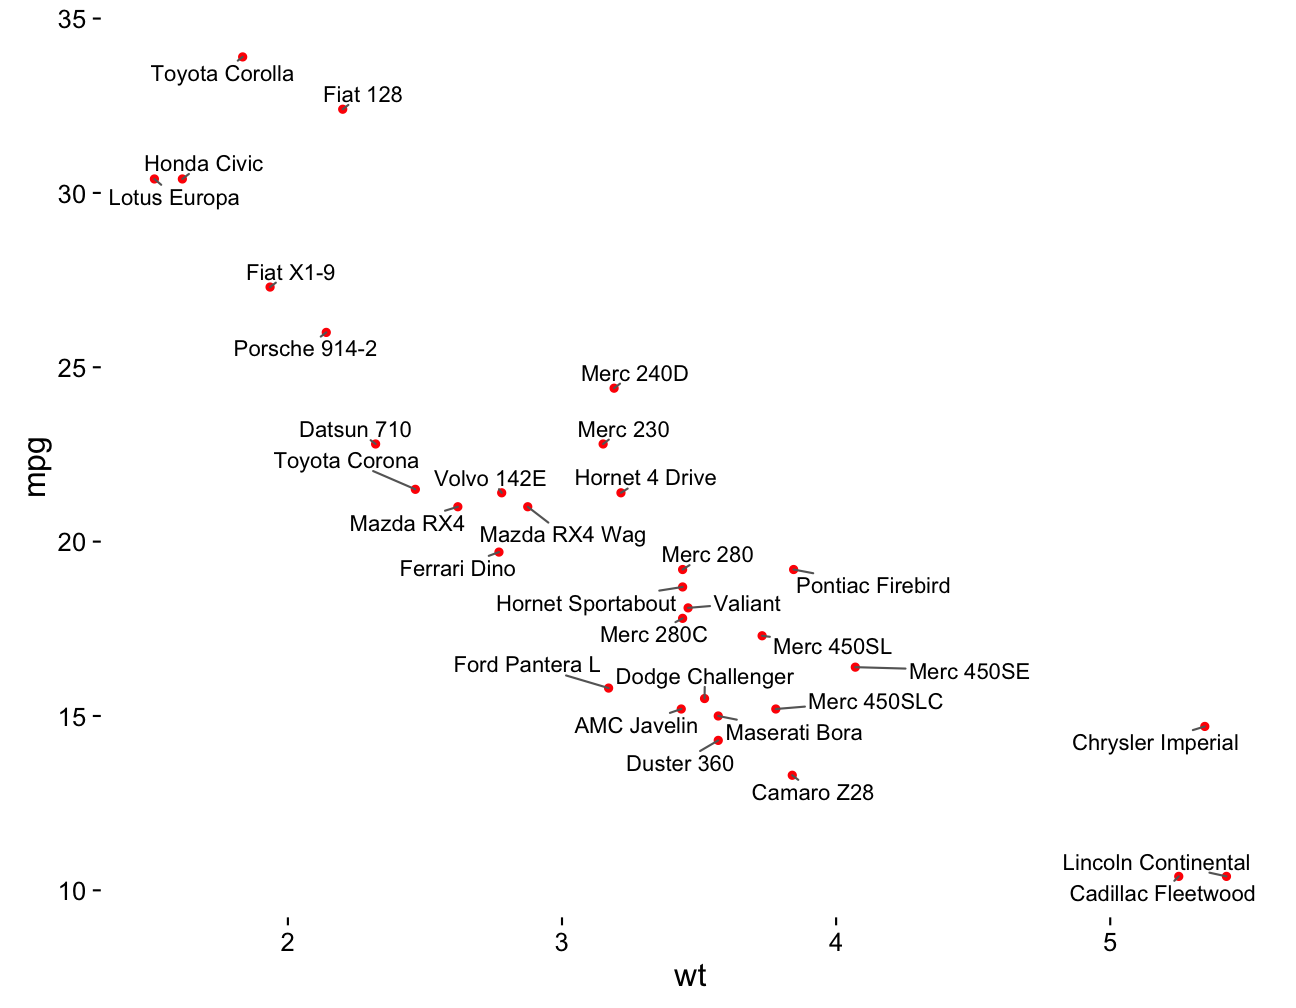 35
Toyota Corolla
Fiat 128
Honda Civic
30
Lotus Europa
Fiat X1-9
Porsche 914-2
25
Merc 240D
Datsun 710
Merc 230
mpg
Toyota Corona
Volvo 142E
Hornet 4 Drive
Mazda RX4
Mazda RX4 Wag
20
Merc 280
Ferrari Dino
Pontiac Firebird
Hornet Sportabout
Valiant
Merc 280C
Merc 450SL
Ford Pantera L
Merc 450SE
Dodge Challenger
Merc 450SLC
15
AMC Javelin
Maserati Bora
Chrysler Imperial
Duster 360
Camaro Z28
Lincoln Continental
10
Cadillac Fleetwood
2 3 4 5
wt